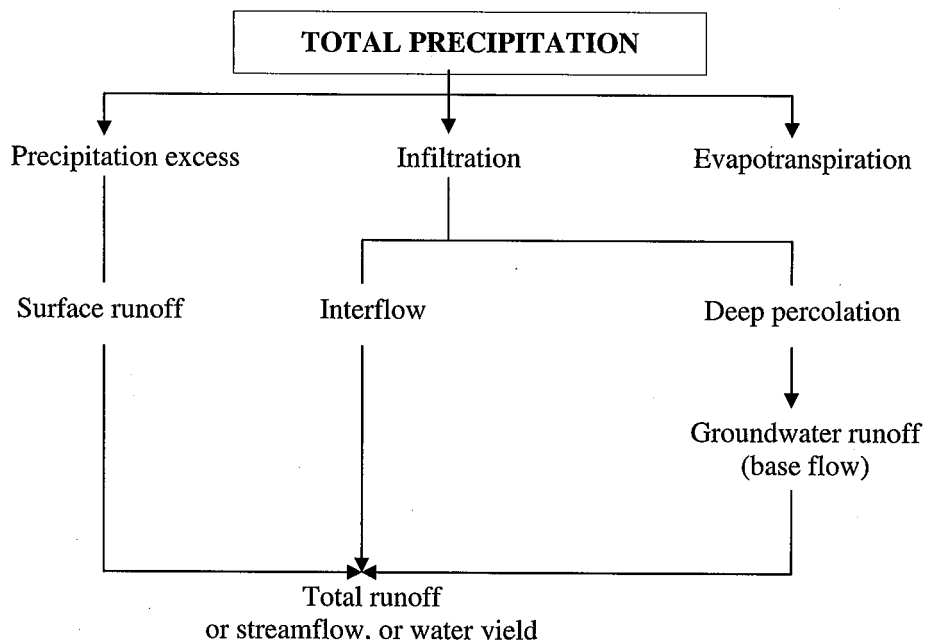 TOTAL PRECIPITATION
Precipitation excess
Infiltration
Evapotranspiration
Surface runoff
Interflow
Deep percolation
Groundwater runoff
(base flow)
Total runoff
or streamflow, or water yield